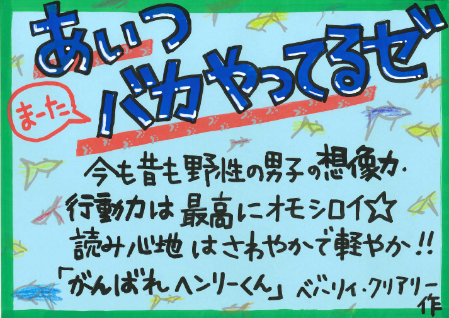 あいつ
まーた
バカやってるゼ
今も昔も野性の男子の想像力・
行動力は最高にオモシロイ☆
読み心地はさわやかで軽やか!!
「がんばれヘンリーくん」ベバリイ・クリアリー
作